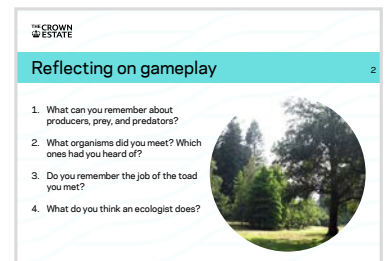 THE CROWN
ESTATE
Reflecting on gameplay
2
1. What can you remember about
producers, prey, and predators?
2. What organisms did you meet? Which
ones had you heard of?
3. Do you remember the job of the toad
you met?
4. What do you think an ecologist does?